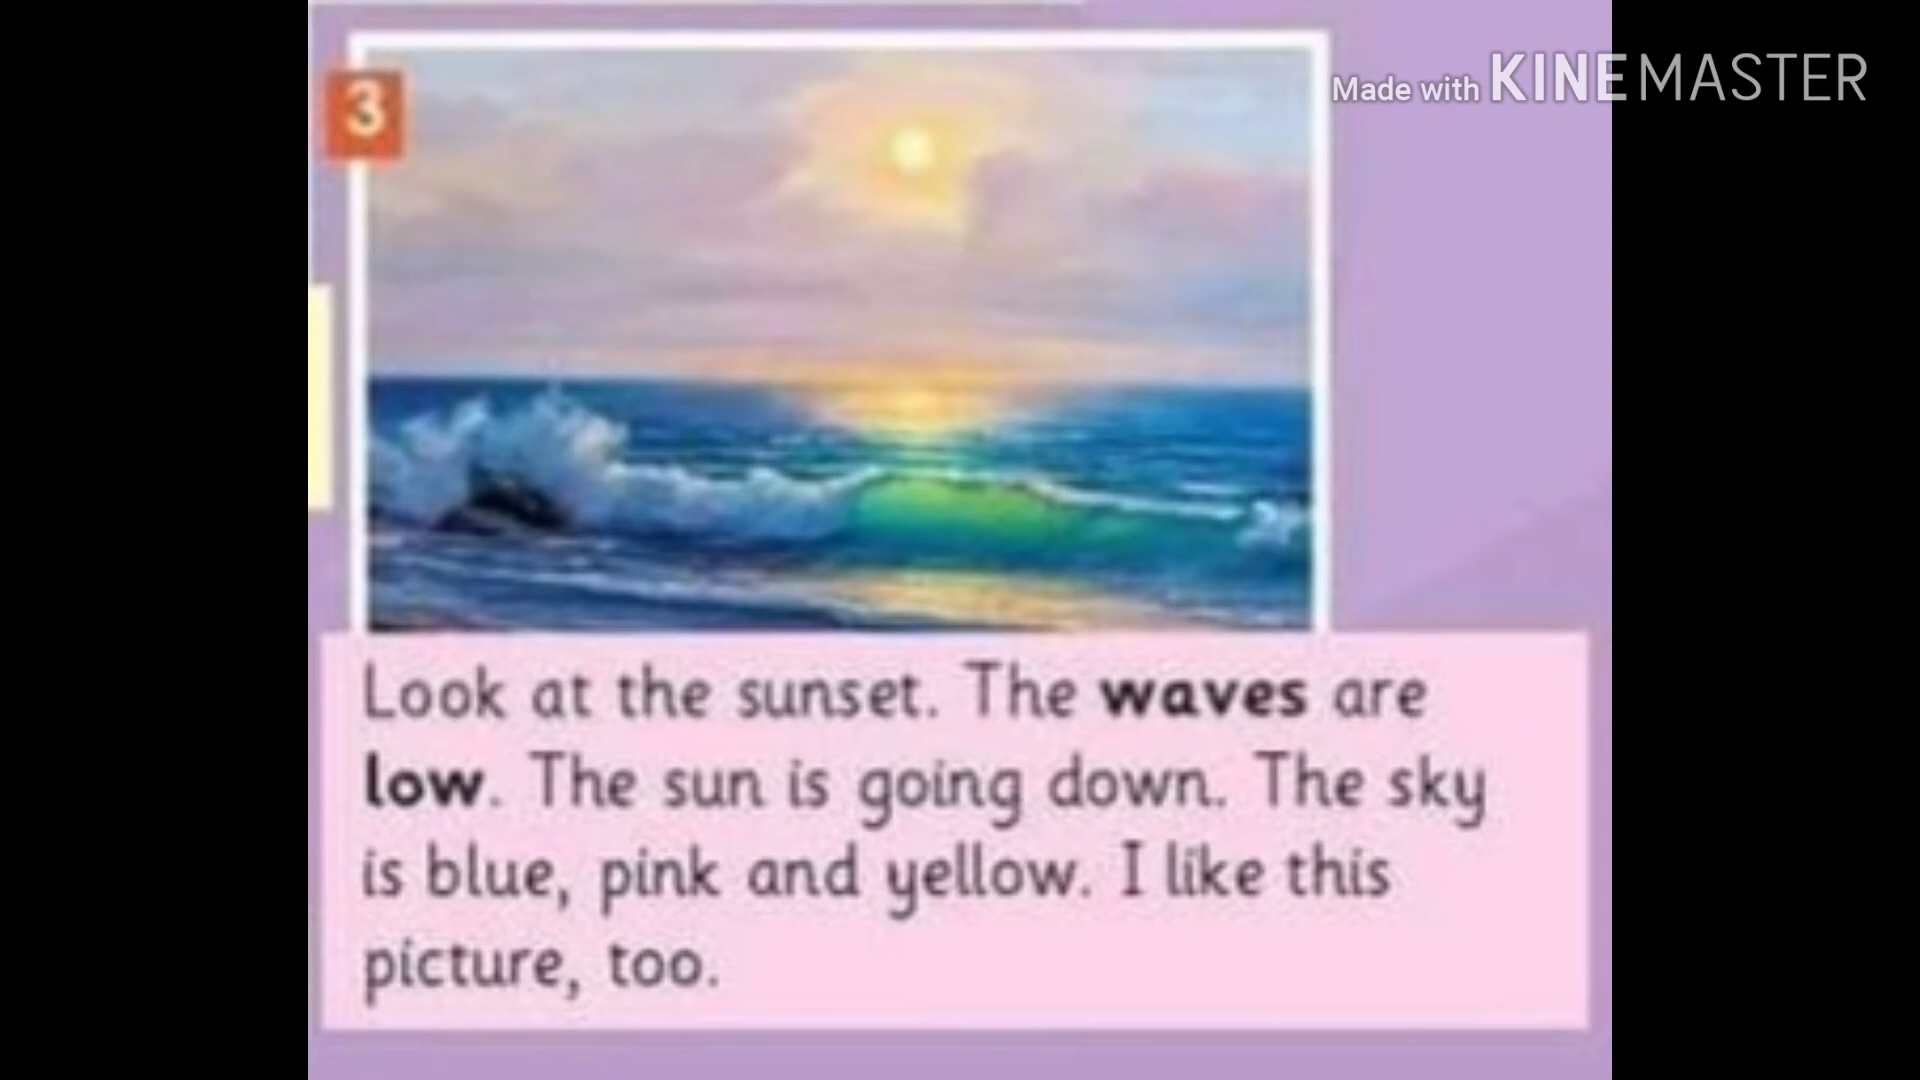 3
Made with KINEMASTER
Look at the sunset. The waves are
low. The sun is going down. The sky
is blue, pink and yellow. I like this
picture, too.